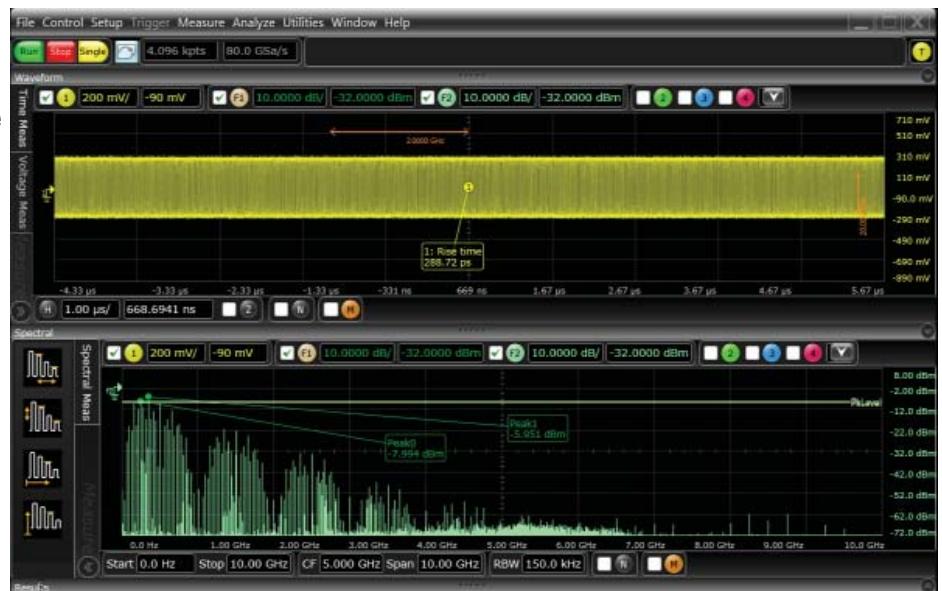 File Control Setup Trigger Measure Analyze Utilities Window Help
Run Stop Single 4.096 kpts 80.0 GSa/s T
Waveform
Time Meas
Voltage Meas
1 200 mV/ -90 mV F1 10.0000 dB/ -32.0000 dBm F2 10.0000 dB/ -32.0000 dBm 2 3 4
710 mV
510 mV
310 mV
110 mV
-90.0 mV
-290 mV
-490 mV
-690 mV
-890 mV
2.0000 GHz
1
1: Rise time
288.72 ps
-4.33 µs -3.33 µs -2.33 µs -1.33 µs -331 ns 669 ns 1.67 µs 2.67 µs 3.67 µs 4.67 µs 5.67 µs
H 1.00 µs/ 668.6941 ns Z N M
Spectral
Spectral Meas
1 200 mV/ -90 mV F1 10.0000 dB/ -32.0000 dBm F2 10.0000 dB/ -32.0000 dBm 2 3 4
8.00 dBm
-2.00 dBm
-12.0 dBm
-22.0 dBm
-32.0 dBm
-42.0 dBm
-52.0 dBm
-62.0 dBm
-72.0 dBm
PkLevel
Peak1
-5.951 dBm
Peak0
-7.994 dBm
0.0 Hz 1.00 GHz 2.00 GHz 3.00 GHz 4.00 GHz 5.00 GHz 6.00 GHz 7.00 GHz 8.00 GHz 9.00 GHz 10.0 GHz
Start 0.0 Hz Stop 10.00 GHz CF 5.000 GHz Span 10.00 GHz RBW 150.0 kHz N M
Results